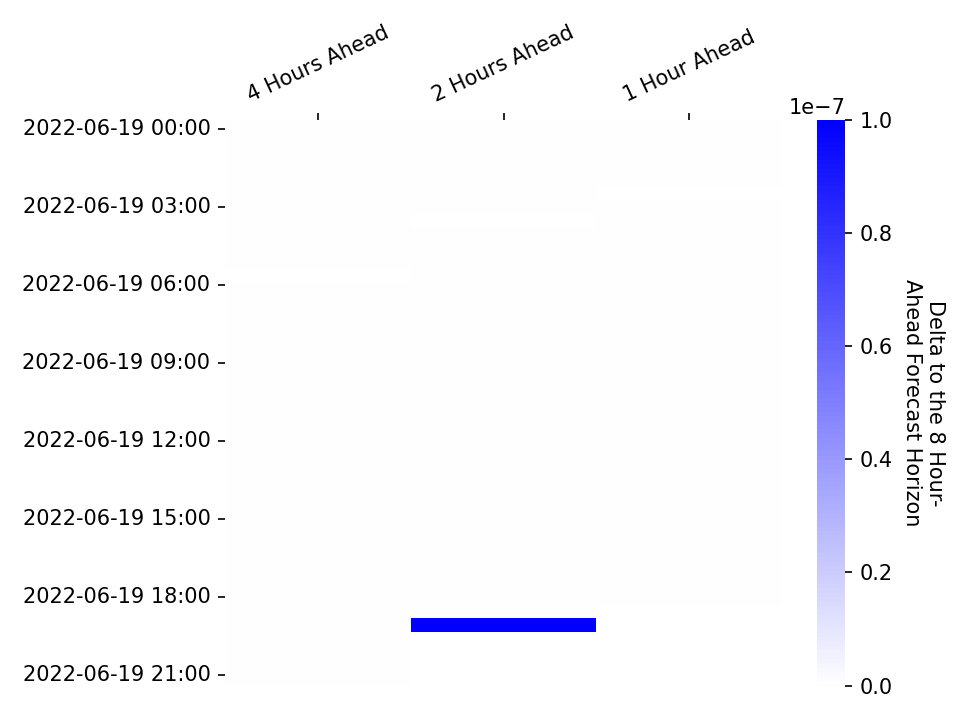 4 Hours Ahead
2 Hours Ahead
1 Hour Ahead
1e−7
2022-06-19 00:00
2022-06-19 03:00
2022-06-19 06:00
2022-06-19 09:00
2022-06-19 12:00
2022-06-19 15:00
2022-06-19 18:00
2022-06-19 21:00
1.0
0.8
0.6
0.4
0.2
0.0
Delta to the 8 Hour-
Ahead Forecast Horizon